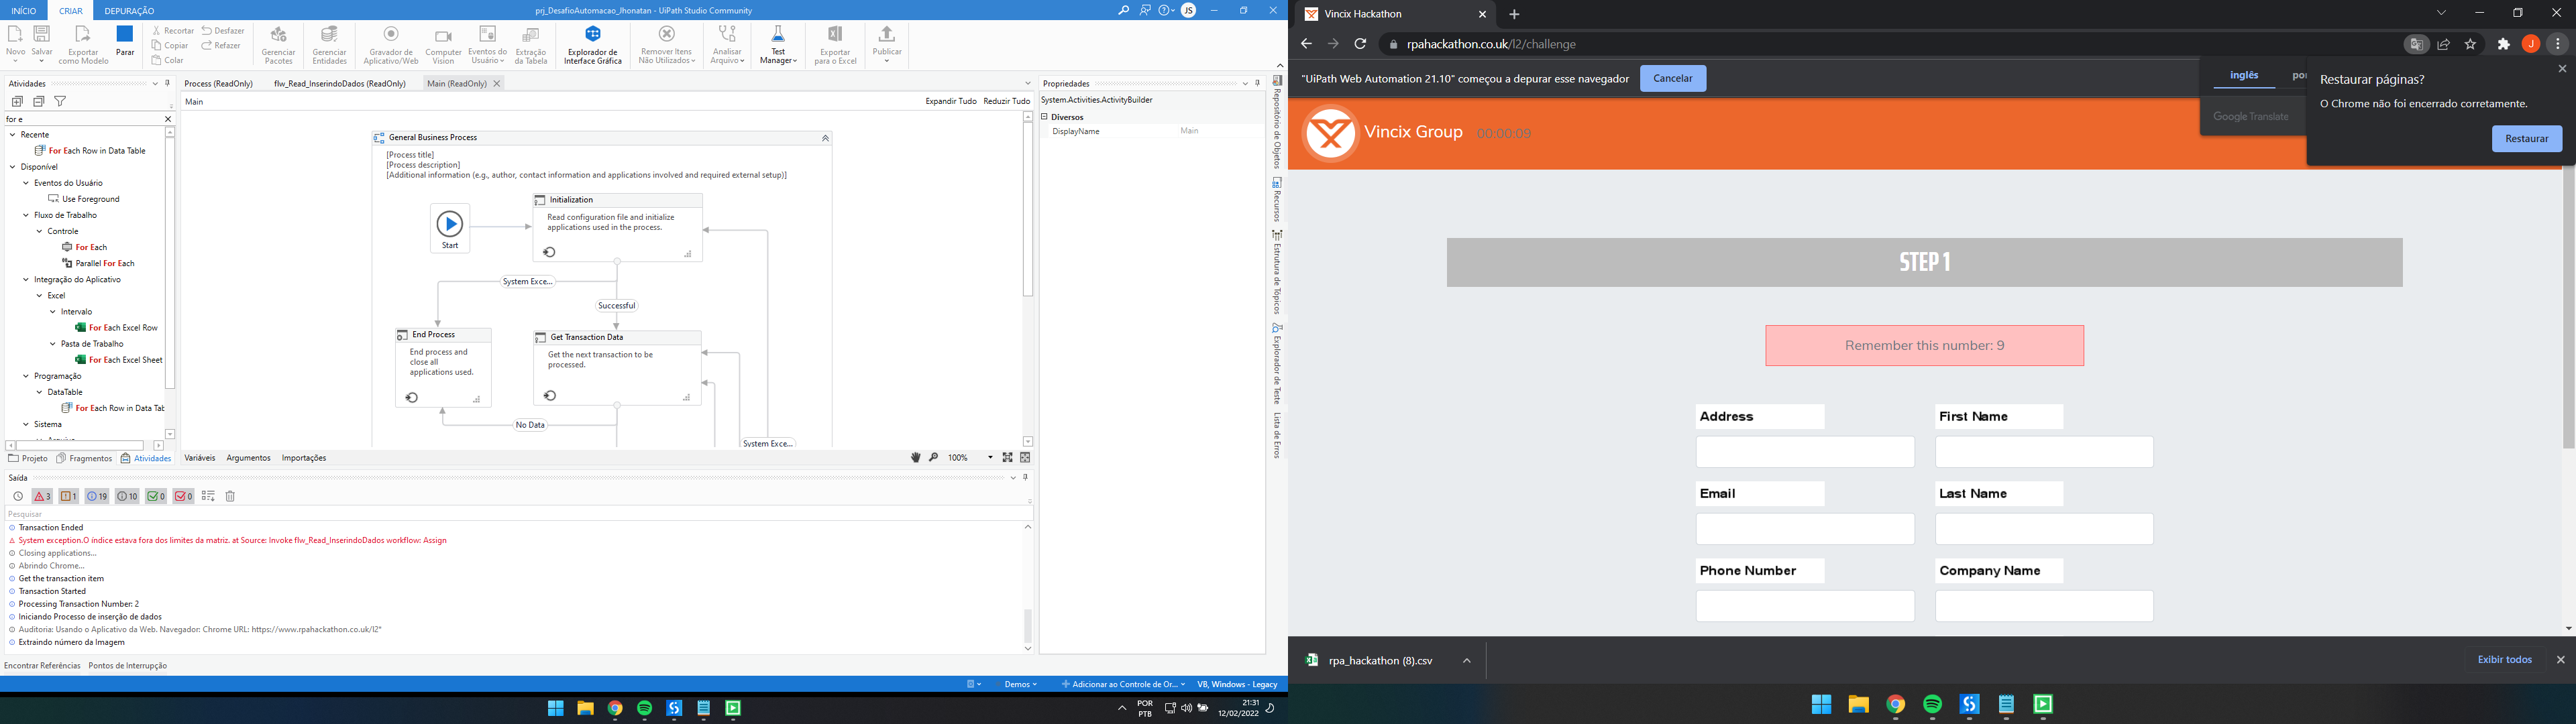 INÍCIO CRIAR DEPURAÇÃO
prj_DesafioAutomacao_Jhonatan - UiPath Studio Community
JS
Novo
Salvar
Exportar
como Modelo
Parar
Recortar
Copiar
Colar
Desfazer
Refazer
Gerenciar
Pacotes
Gerenciar
Entidades
Gravador de
Aplicativo/Web
Computer
Vision
Eventos do
Usuário
Extração
da Tabela
Explorador de
Interface Gráfica
Remover Itens
Não Utilizados
Analisar
Arquivo
Test
Manager
Exportar
para o Excel
Publicar
Atividades
for e
Recente
For Each Row in Data Table
Disponível
Eventos do Usuário
Use Foreground
Fluxo de Trabalho
Controle
For Each
Parallel For Each
Integração do Aplicativo
Excel
Intervalo
For Each Excel Row
Pasta de Trabalho
For Each Excel Sheet
Programação
DataTable
For Each Row in Data Tab
Sistema
Projeto Fragmentos Atividades
Process (ReadOnly) flw_Read_InserindoDados (ReadOnly) Main (ReadOnly)
Main
Expandir Tudo Reduzir Tudo
General Business Process
[Process title]
[Process description]
[Additional information (e.g., author, contact information and applications involved and required external setup)]
Start
Initialization
Read configuration file and initialize
applications used in the process.
System Exce...
Successful
End Process
End process and
close all
applications used.
Get Transaction Data
Get the next transaction to be
processed.
No Data
System Exce...
Variáveis Argumentos Importações
100%
Propriedades
System.Activities.ActivityBuilder
Diversos
DisplayName Main
Repositório de Objetos
Recursos
Estrutura de Tópicos
Explorador de Teste
Lista de Erros
Saída
3 1 19 10 0 0
Pesquisar
Transaction Ended
System exception.O índice estava fora dos limites da matriz. at Source: Invoke flw_Read_InserindoDados workflow: Assign
Closing applications...
Abrindo Chrome...
Get the transaction item
Transaction Started
Processing Transaction Number: 2
Iniciando Processo de inserção de dados
Auditoria: Usando o Aplicativo da Web. Navegador: Chrome URL: https://www.rpahackathon.co.uk/l2*
Extraindo número da Imagem
Encontrar Referências Pontos de Interrupção
Demos
Adicionar ao Controle de Or...
VB, Windows - Legacy
POR
PTB
21:31
12/02/2022
Vincix Hackathon
rpahackathon.co.uk/l2/challenge
J
"UiPath Web Automation 21.10" começou a depurar esse navegador
Cancelar
inglês por
Google Translate
Restaurar páginas?
O Chrome não foi encerrado corretamente.
Restaurar
Vincix Group 00:00:09
STEP 1
Remember this number: 9
Address First Name
Email Last Name
Phone Number Company Name
rpa_hackathon (8).csv
Exibir todos